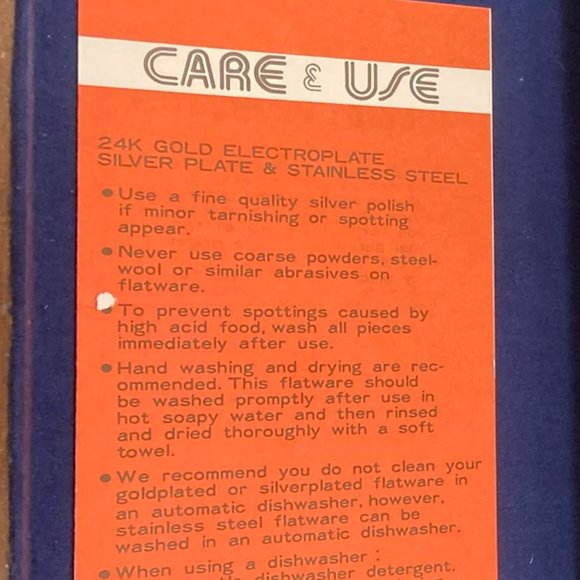 CARE & USE
24K GOLD ELECTROPLATE
SILVER PLATE & STAINLESS STEEL
• Use a fine quality silver polish
if minor tarnishing or spotting
appear.
• Never use coarse powders, steel-
wool or similar abrasives on
flatware.
• To prevent spottings caused by
high acid food, wash all pieces
immediately after use.
• Hand washing and drying are rec-
ommended. This flatware should
be washed promptly after use in
hot soapy water and then rinsed
and dried thoroughly with a soft
towel.
• We recommend you do not clean your
goldplated or silverplated flatware in
an automatic dishwasher, however,
stainless steel flatware can be
washed in an automatic dishwasher.
• When using a dishwasher :
dishwasher detergent.